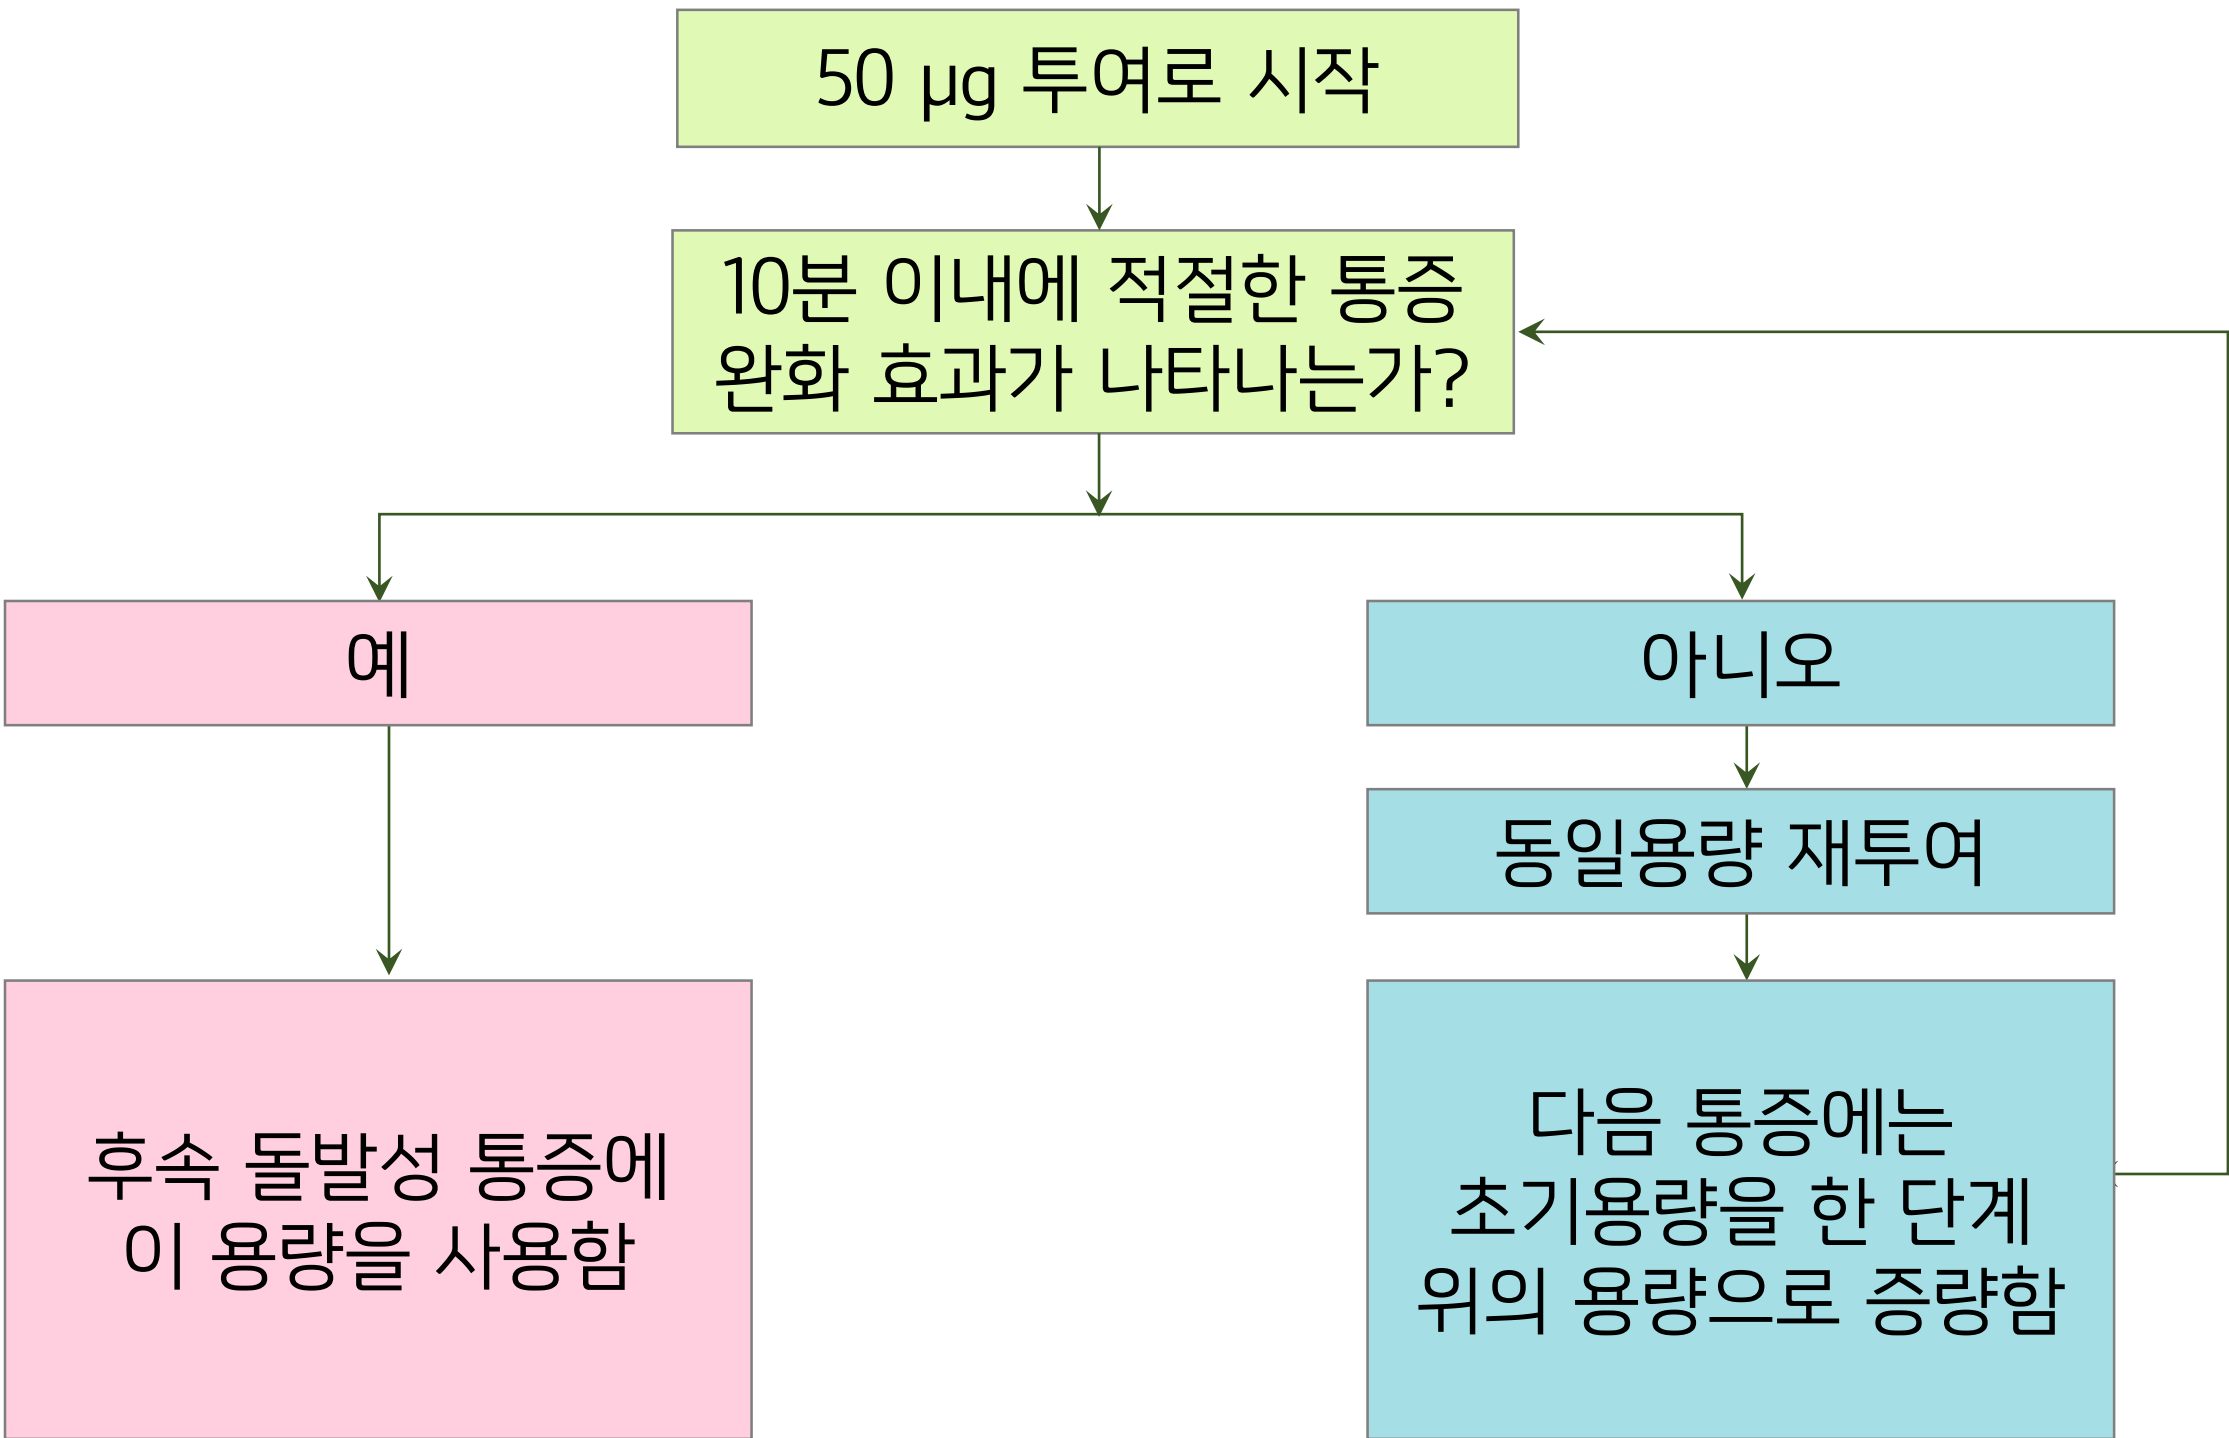 50 µg 투여로 시작
10분 이내에 적절한 통증
완화 효과가 나타나는가?
예
아니오
동일용량 재투여
후속 돌발성 통증에
이 용량을 사용함
다음 통증에는
초기용량을 한 단계
위의 용량으로 증량함